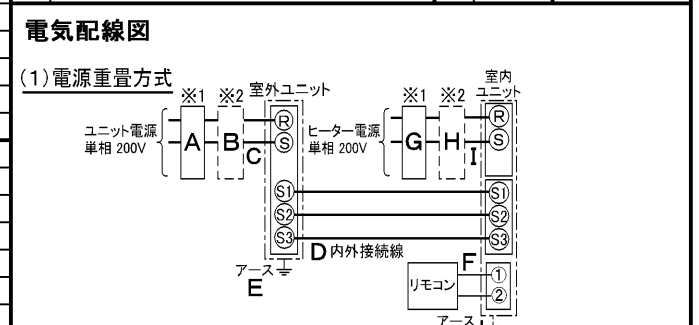 電気配線図
(1)電源重畳方式
※1 ※2 室外ユニット
※1 ※2 室内ユニット
ユニット電源
単相 200V
A B C
R
S
ヒーター電源
単相 200V
G H I
R
S
S1
S2
S3
S1
S2
S3
D 内外接続線
アース
E
リモコン
F
1
2
アース